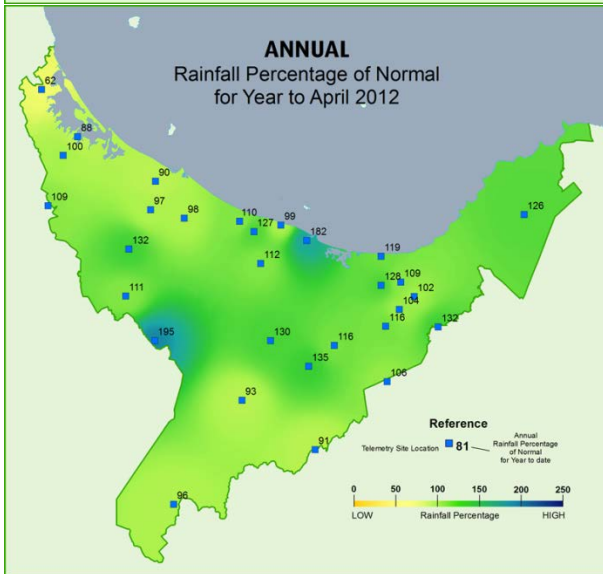 ANNUAL
Rainfall Percentage of Normal
for Year to April 2012
62
88
100
90
109
97
98
110
127
99
182
126
132
112
119
128
109
102
104
111
116
132
195
130
116
135
106
93
91
96
Reference
Telemetry Site Location
81
Annual
Rainfall Percentage
of Normal
for Year to date
0 50 100 150 200 250
LOW Rainfall Percentage HIGH